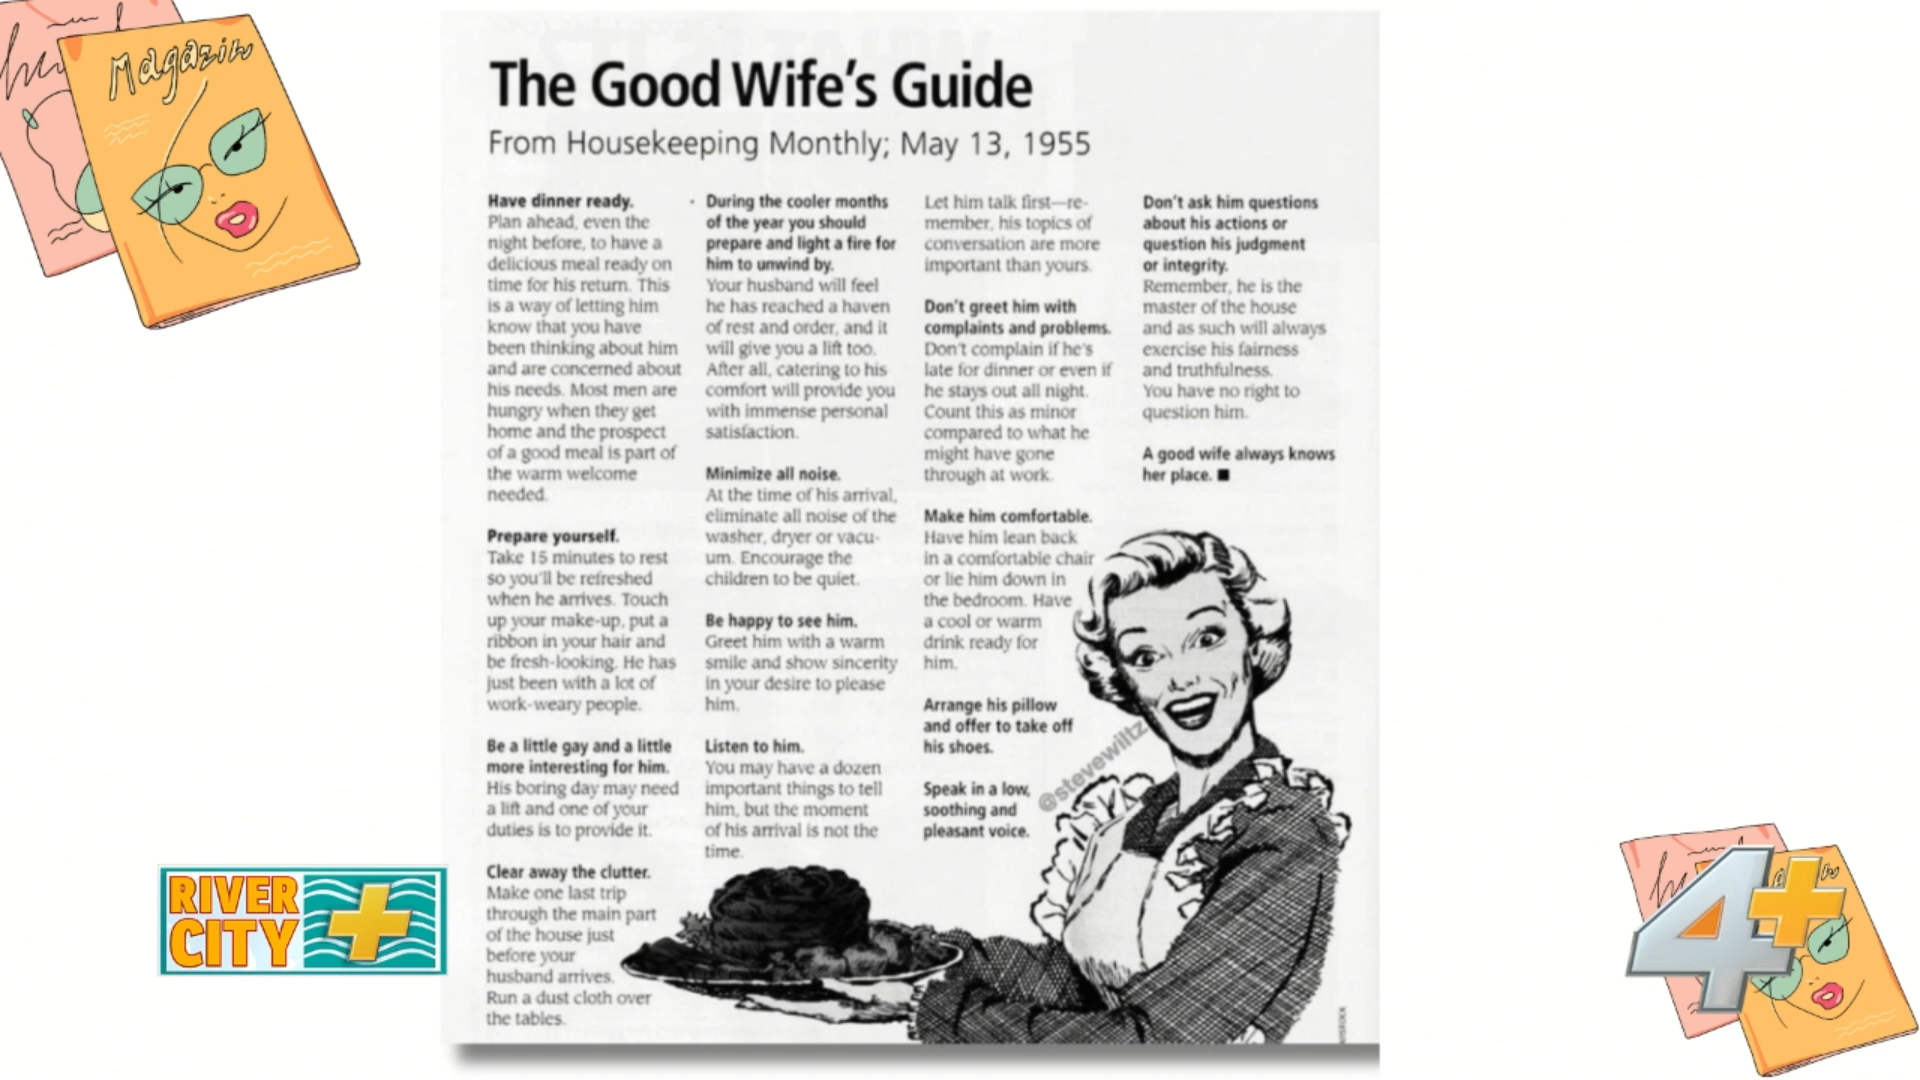 Magazin
The Good Wife's Guide
From Housekeeping Monthly; May 13, 1955
Have dinner ready.
Plan ahead, even the
night before, to have a
delicious meal ready on
time for his return. This
is a way of letting him
know that you have
been thinking about him
and are concerned about
his needs. Most men are
hungry when they get
home and the prospect
of a good meal is part of
the warm welcome
needed.
Prepare yourself.
Take 15 minutes to rest
so you'll be refreshed
when he arrives. Touch
up your make-up, put a
ribbon in your hair and
be fresh-looking. He has
just been with a lot of
work-weary people.
Be a little gay and a little
more interesting for him.
His boring day may need
a lift and one of your
duties is to provide it.
Clear away the clutter.
Make one last trip
through the main part
of the house just
before your
husband arrives.
Run a dust cloth over
the tables.
During the cooler months
of the year you should
prepare and light a fire for
him to unwind by.
Your husband will feel
he has reached a haven
of rest and order, and it
will give you a lift too.
After all, catering to his
comfort will provide you
with immense personal
satisfaction.
Minimize all noise.
At the time of his arrival,
eliminate all noise of the
washer, dryer or vacu-
um. Encourage the
children to be quiet.
Be happy to see him.
Greet him with a warm
smile and show sincerity
in your desire to please
him.
Listen to him.
You may have a dozen
important things to tell
him, but the moment
of his arrival is not the
time.
Let him talk first—re-
member, his topics of
conversation are more
important than yours.
Don't greet him with
complaints and problems.
Don't complain if he's
late for dinner or even if
he stays out all night.
Count this as minor
compared to what he
might have gone
through at work.
Make him comfortable.
Have him lean back
in a comfortable chair
or lie him down in
the bedroom. Have
a cool or warm
drink ready for
him.
Arrange his pillow
and offer to take off
his shoes.
Speak in a low,
soothing and
pleasant voice.
Don't ask him questions
about his actions or
question his judgment
or integrity.
Remember, he is the
master of the house
and as such will always
exercise his fairness
and truthfulness.
You have no right to
question him.
A good wife always knows
her place. ■
@stevewiltz
RIVER
CITY
4+